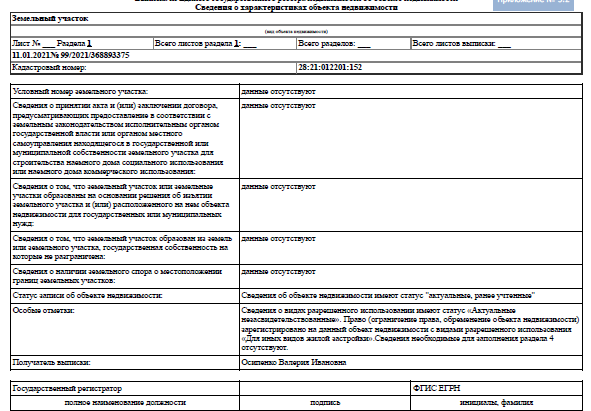 Сведения о характеристиках объекта недвижимости
Земельный участок
(вид объекта недвижимости)
Лист № ___ Раздела 1 Всего листов раздела 1: ___ Всего разделов: ___ Всего листов выписки: ___
11.01.2021№ 99/2021/368893375
Кадастровый номер: 28:21:012201:152
Условный номер земельного участка: данные отсутствуют
Сведения о принятии акта и (или) заключении договора, данные отсутствуют
предусматривающих предоставление в соответствии с
земельным законодательством исполнительным органом
государственной власти или органом местного
самоуправления находящегося в государственной или
муниципальной собственности земельного участка для
строительства наемного дома социального использования
или наемного дома коммерческого использования:
Сведения о том, что земельный участок или земельные данные отсутствуют
участки образованы на основании решения об изъятии
земельного участка и (или) расположенного на нем объекта
недвижимости для государственных или муниципальных
нужд:
Сведения о том, что земельный участок образован из земель данные отсутствуют
или земельного участка, государственная собственность на
которые не разграничена:
Сведения о наличии земельного спора о местоположении данные отсутствуют
границ земельных участков:
Статус записи об объекте недвижимости: Сведения об объекте недвижимости имеют статус "актуальные, ранее учтенные"
Особые отметки: Сведения о видах разрешенного использования имеют статус «Актуальные
незасвидетельствованные». Право (ограничение права, обременение объекта недвижимости)
зарегистрировано на данный объект недвижимости с видами разрешенного использования
«Для иных видов жилой застройки».Сведения необходимые для заполнения раздела 4
отсутствуют.
Получатель выписки: Осипенко Валерия Ивановна
Государственный регистратор ФГИС ЕГРН
полное наименование должности подпись инициалы, фамилия